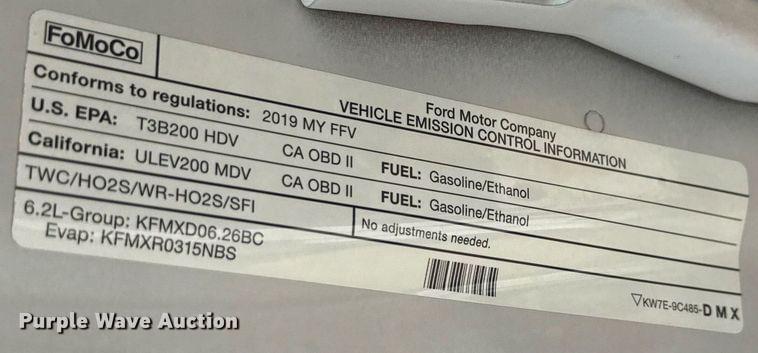 FoMoCo
Ford Motor Company
VEHICLE EMISSION CONTROL INFORMATION
Conforms to regulations: 2019 MY FFV
U.S. EPA: T3B200 HDV CA OBD II FUEL: Gasoline/Ethanol
California: ULEV200 MDV CA OBD II FUEL: Gasoline/Ethanol
TWC/HO2S/WR-HO2S/SFI
No adjustments needed.
6.2L-Group: KFMXD06.26BC
Evap: KFMXR0315NBS
KW7E-9C485-DMX
Purple Wave Auction